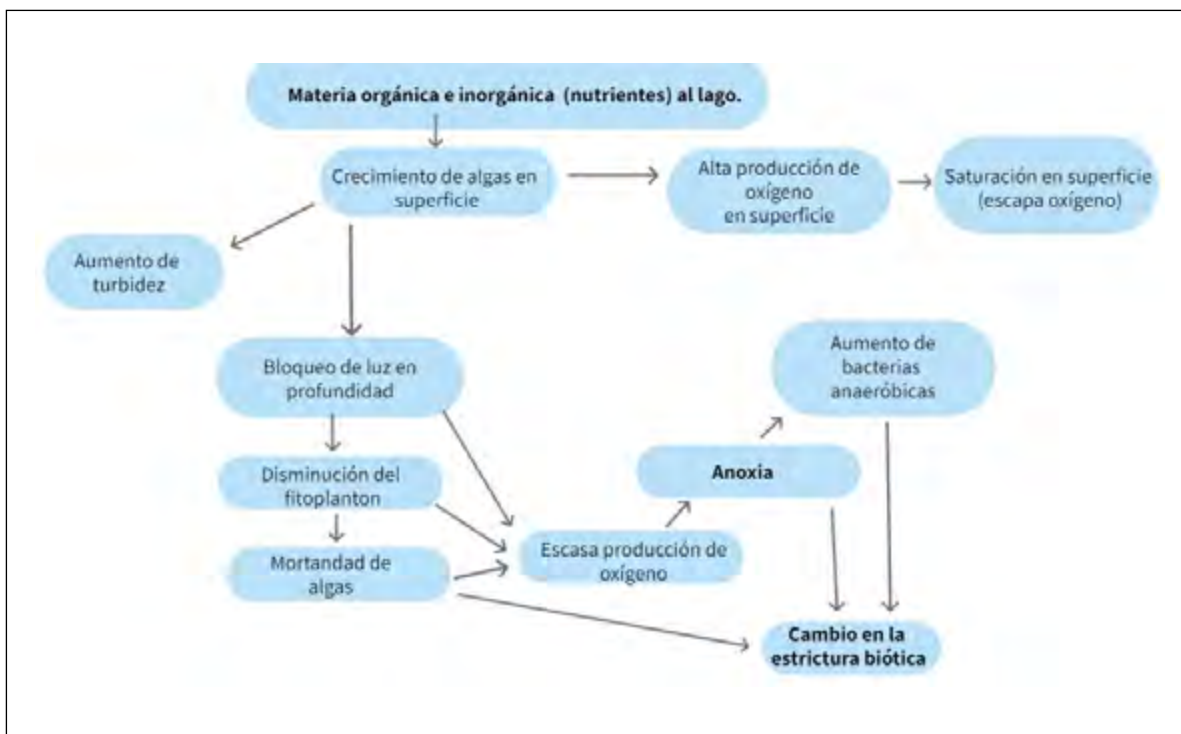 Materia orgánica e inorgánica (nutrientes) al lago.
Crecimiento de algas en
superficie
Alta producción de
oxígeno
en superficie
Saturación en superficie
(escapa oxígeno)
Aumento de
turbidez
Bloqueo de luz en
profundidad
Aumento de
bacterias
anaeróbicas
Disminución del
fitoplanton
Anoxia
Mortandad de
algas
Escasa producción de
oxígeno
Cambio en la
estrictura biótica